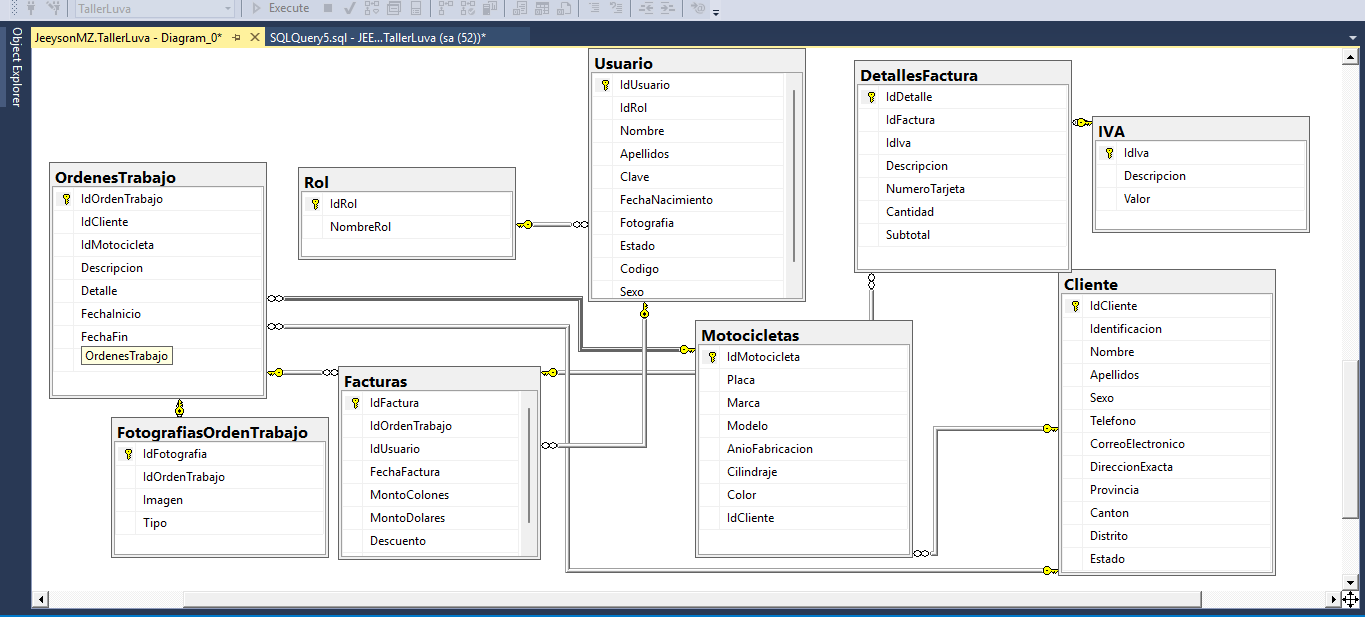 TallerLuva
Execute
Object Explorer
JeeysonMZ.TallerLuva - Diagram_0*
SQLQuery5.sql - JEE...TallerLuva (sa (52))*
OrdenesTrabajo
IdOrdenTrabajo
IdCliente
IdMotocicleta
Descripcion
Detalle
FechaInicio
FechaFin
OrdenesTrabajo
Rol
IdRol
NombreRol
Usuario
IdUsuario
IdRol
Nombre
Apellidos
Clave
FechaNacimiento
Fotografia
Estado
Codigo
Sexo
DetallesFactura
IdDetalle
IdFactura
IdIva
Descripcion
NumeroTarjeta
Cantidad
Subtotal
IVA
IdIva
Descripcion
Valor
FotografiasOrdenTrabajo
IdFotografia
IdOrdenTrabajo
Imagen
Tipo
Facturas
IdFactura
IdOrdenTrabajo
IdUsuario
FechaFactura
MontoColones
MontoDolares
Descuento
Motocicletas
IdMotocicleta
Placa
Marca
Modelo
AnioFabricacion
Cilindraje
Color
IdCliente
Cliente
IdCliente
Identificacion
Nombre
Apellidos
Sexo
Telefono
CorreoElectronico
DireccionExacta
Provincia
Canton
Distrito
Estado